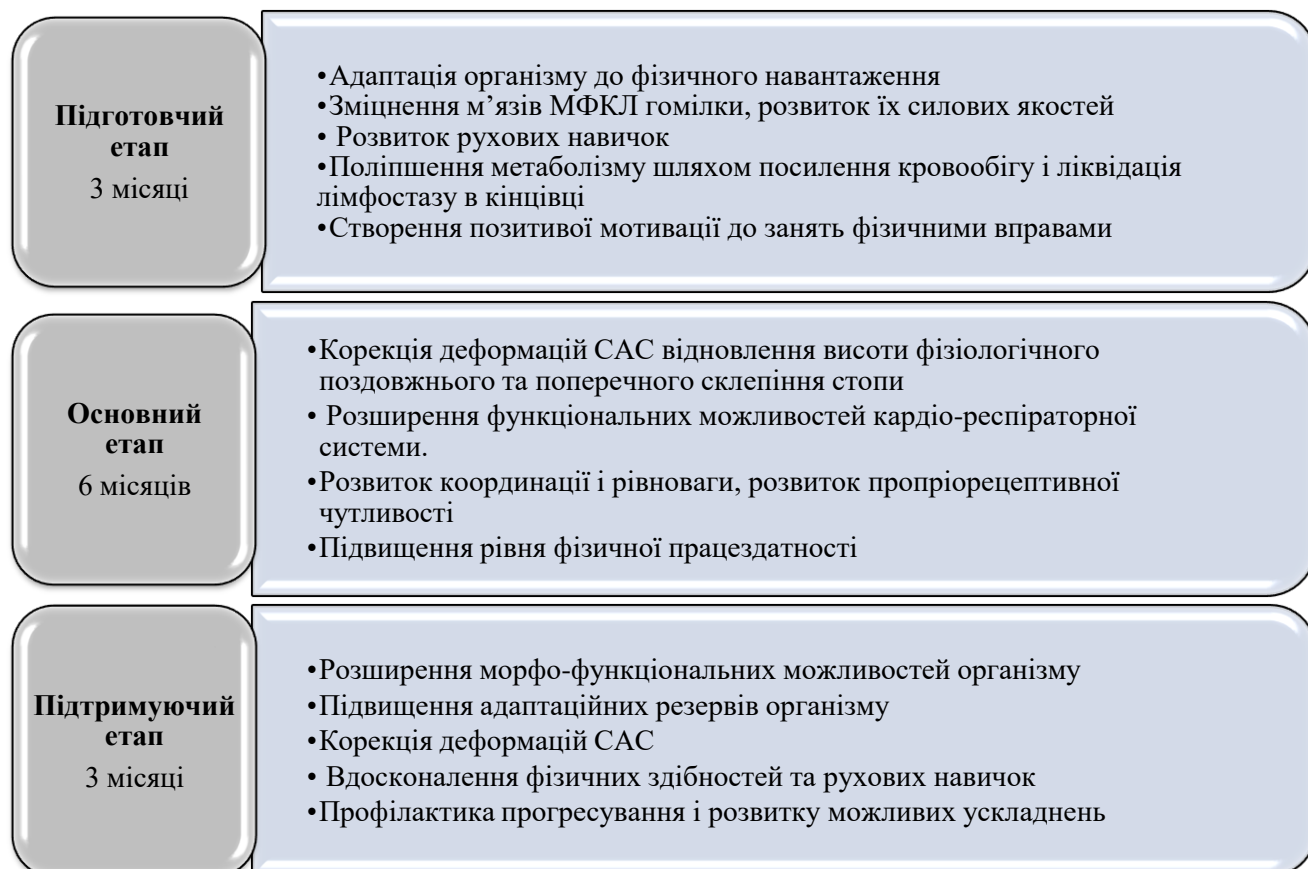 Підготовчий
етап
3 місяці
•Адаптація організму до фізичного навантаження
•Зміцнення м’язів МФКЛ гомілки, розвиток їх силових якостей
• Розвиток рухових навичок
•Поліпшення метаболізму шляхом посилення кровообігу і ліквідація
лімфостазу в кінцівці
•Створення позитивої мотивації до занять фізичними вправами
Основний
етап
6 місяців
•Корекція деформацій САС відновлення висоти фізіологічного
поздовжнього та поперечного склепіння стопи
• Розширення функціональних можливостей кардіо-респіраторної
системи.
•Розвиток координації і рівноваги, розвиток пропріорецептивної
чутливості
•Підвищення рівня фізичної працездатності
Підтримуючий
етап
3 місяці
•Розширення морфо-функціональних можливостей організму
•Підвищення адаптаційних резервів організму
•Корекція деформацій САС
• Вдосконалення фізичних здібностей та рухових навичок
•Профілактика прогресування і розвитку можливих ускладнень